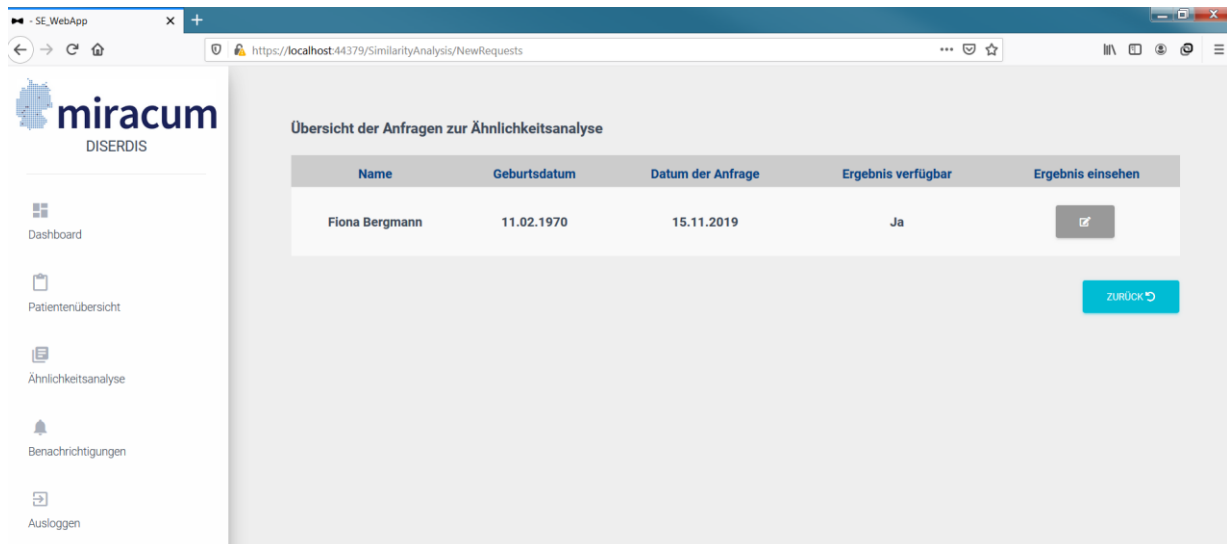 - SE_WebApp
https://localhost:44379/SimilarityAnalysis/NewRequests
miracum
DISERDIS
Dashboard
Patientenübersicht
Ähnlichkeitsanalyse
Benachrichtigungen
Ausloggen
Übersicht der Anfragen zur Ähnlichkeitsanalyse
Name Geburtsdatum Datum der Anfrage Ergebnis verfügbar Ergebnis einsehen
Fiona Bergmann 11.02.1970 15.11.2019 Ja
ZURÜCK